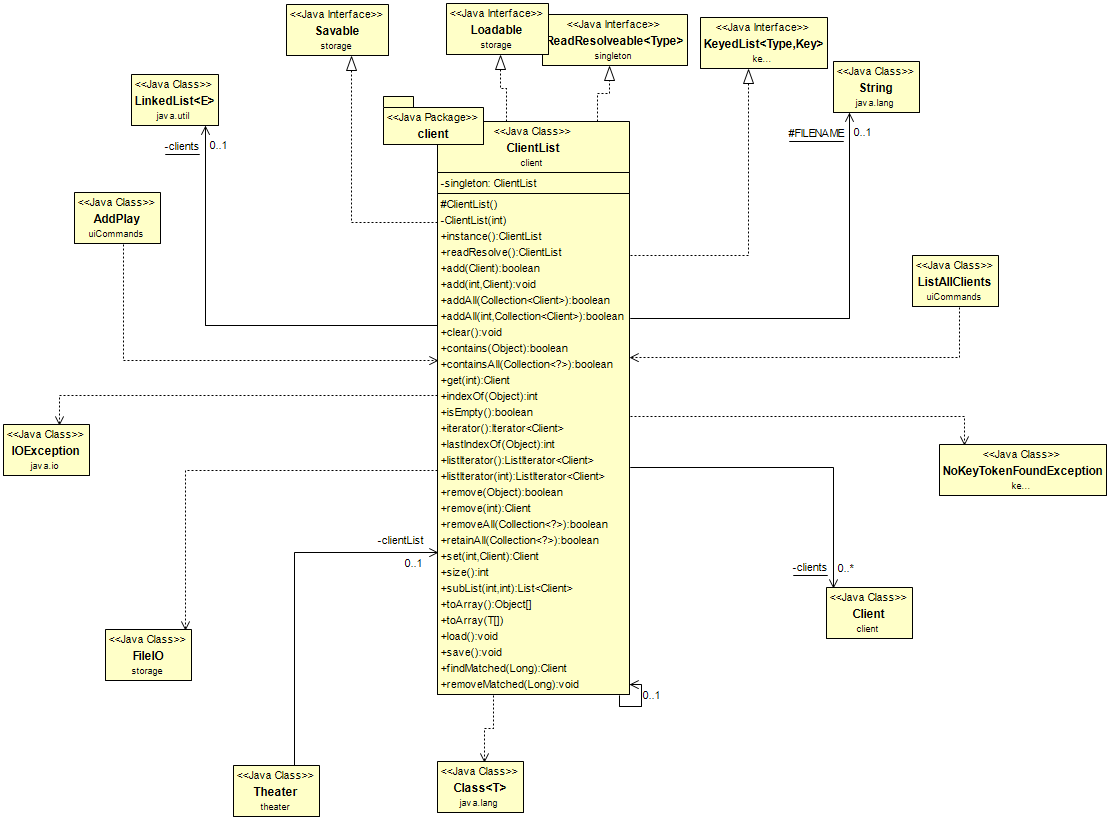 <<Java Interface>>
Savable
storage
<<Java Interface>>
Loadable
storage
<<Java Interface>>
ReadResolveable<Type>
singleton
<<Java Interface>>
KeyedList<Type,Key>
ke...
<<Java Class>>
String
java.lang
<<Java Class>>
LinkedList<E>
java.util
-clients
0..1
#FILENAME
0..1
<<Java Package>>
client
<<Java Class>>
ClientList
client
-singleton: ClientList
#ClientList()
-ClientList(int)
+instance():ClientList
+readResolve():ClientList
+add(Client):boolean
+add(int,Client):void
+addAll(Collection<Client>):boolean
+addAll(int,Collection<Client>):boolean
+clear():void
+contains(Object):boolean
+containsAll(Collection<?>):boolean
+get(int):Client
+indexOf(Object):int
+isEmpty():boolean
+iterator():Iterator<Client>
+lastIndexOf(Object):int
+listIterator():ListIterator<Client>
+listIterator(int):ListIterator<Client>
+remove(Object):boolean
+remove(int):Client
+removeAll(Collection<?>):boolean
+retainAll(Collection<?>):boolean
+set(int,Client):Client
+size():int
+subList(int,int):List<Client>
+toArray():Object[]
+toArray(T[])
+load():void
+save():void
+findMatched(Long):Client
+removeMatched(Long):void
0..1
<<Java Class>>
AddPlay
uiCommands
<<Java Class>>
ListAllClients
uiCommands
<<Java Class>>
IOException
java.io
<<Java Class>>
NoKeyTokenFoundException
ke...
-clientList
0..1
-clients
0..*
<<Java Class>>
Client
client
<<Java Class>>
FileIO
storage
<<Java Class>>
Theater
theater
<<Java Class>>
Class<T>
java.lang